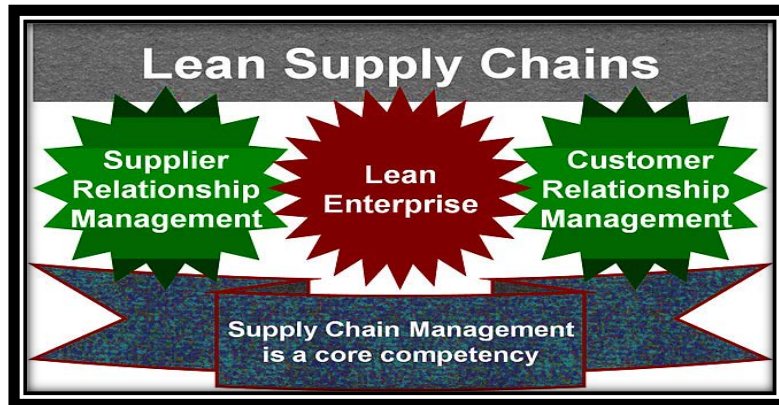 Lean Supply Chains
Supplier
Relationship
Management
Lean
Enterprise
Customer
Relationship
Management
Supply Chain Management
is a core competency